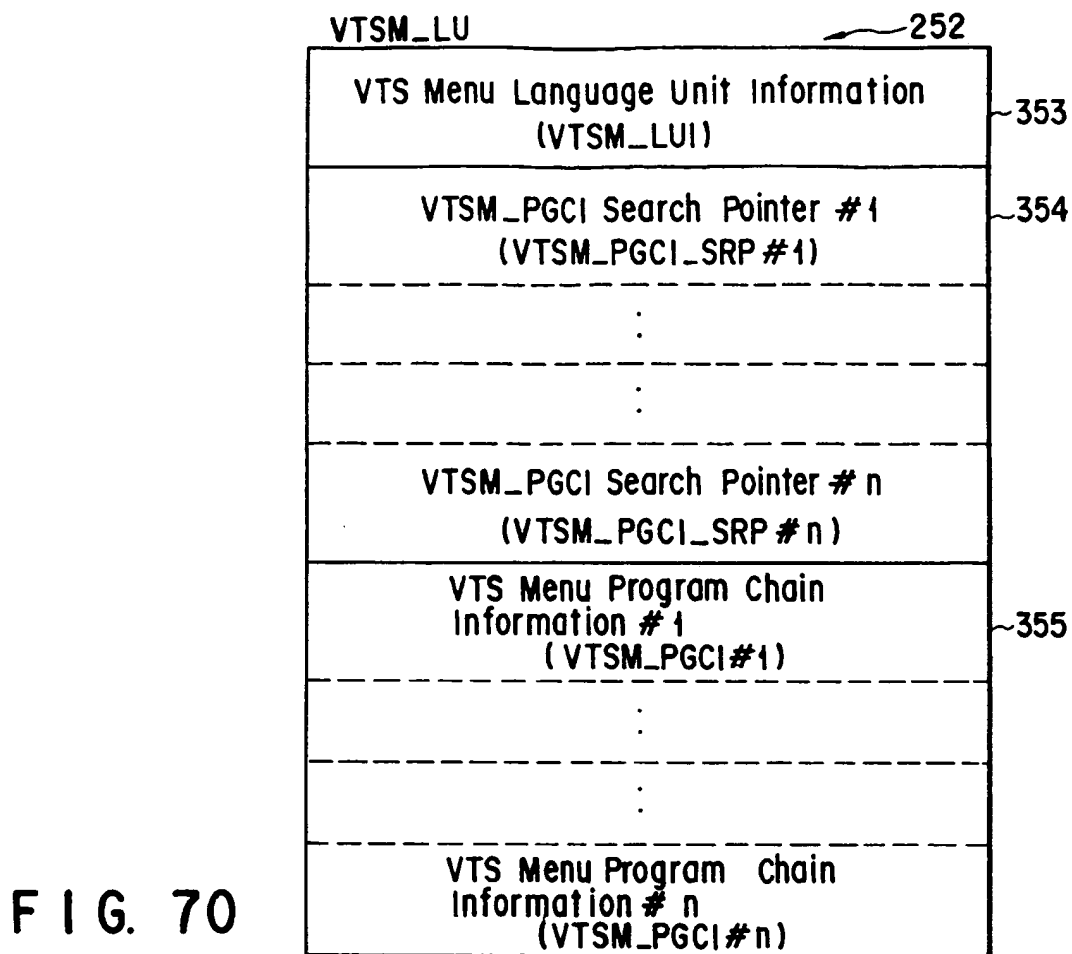 VTSM_LU
252
VTS Menu Language Unit Information
(VTSM_LUI)
353
VTSM_PGCI Search Pointer #1
(VTSM_PGCI_SRP #1)
354
VTSM_PGCI Search Pointer # n
(VTSM_PGCI_SRP #n)
VTS Menu Program Chain
Information # 1
(VTSM_PGCI#1)
355
VTS Menu Program Chain
Information # n
(VTSM_PGCI#n)
FIG. 70